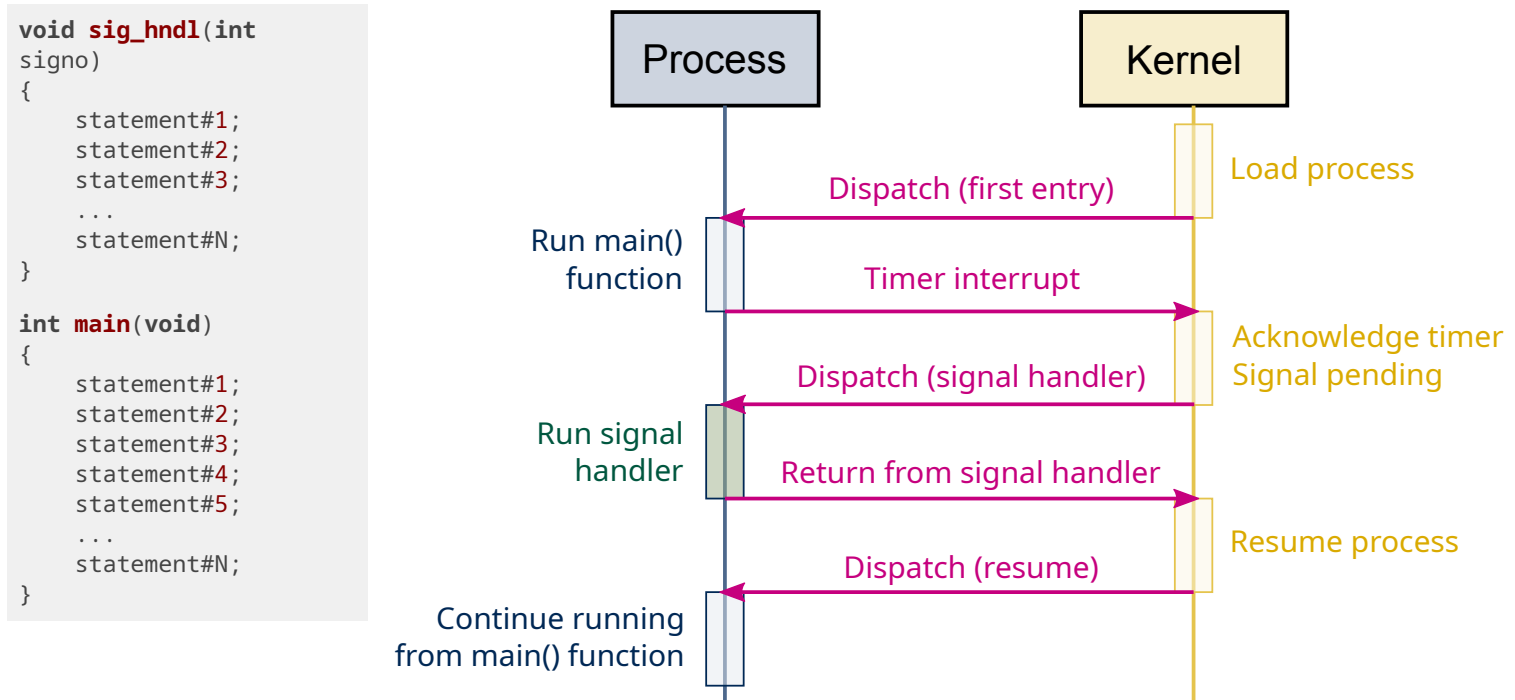 void sig_hndl(int
signo)
{
    statement#1;
    statement#2;
    statement#3;
    ...
    statement#N;
}
int main(void)
{
    statement#1;
    statement#2;
    statement#3;
    statement#4;
    statement#5;
    ...
    statement#N;
}
Process
Kernel
Load process
Dispatch (first entry)
Run main()
function
Timer interrupt
Acknowledge timer
Signal pending
Dispatch (signal handler)
Run signal
handler
Return from signal handler
Resume process
Dispatch (resume)
Continue running
from main() function